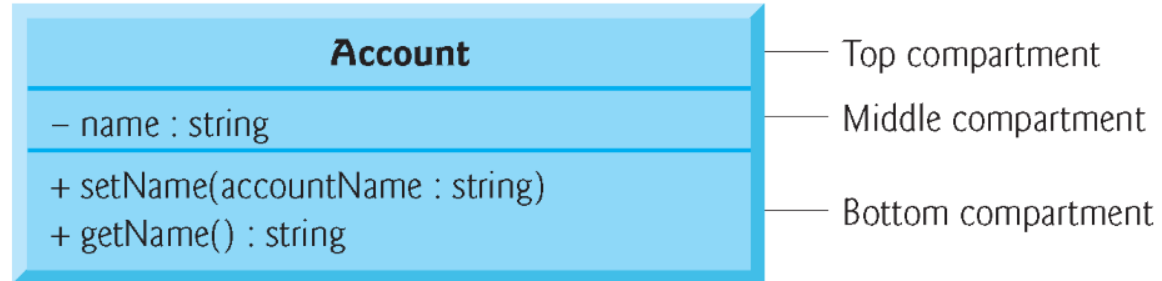 Account
Top compartment
– name : string
Middle compartment
+ setName(accountName : string)
+ getName() : string
Bottom compartment